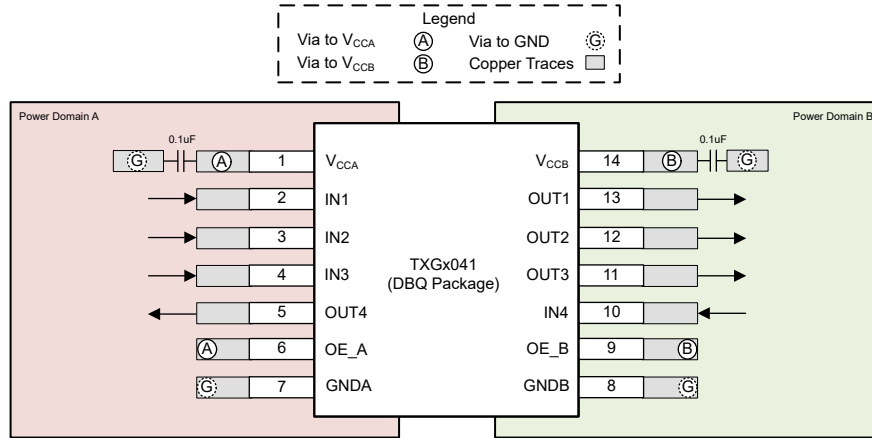 Legend
Via to VCCA A Via to GND G
Via to VCCB B Copper Traces
Power Domain A Power Domain B
0.1uF 0.1uF
G A 1 VCCA VCCB 14 B G
2 IN1 OUT1 13
3 IN2 OUT2 12
4 IN3 OUT3 11
TXGx041
(DBQ Package)
5 OUT4 IN4 10
A 6 OE_A OE_B 9 B
G 7 GNDA GNDB 8 G